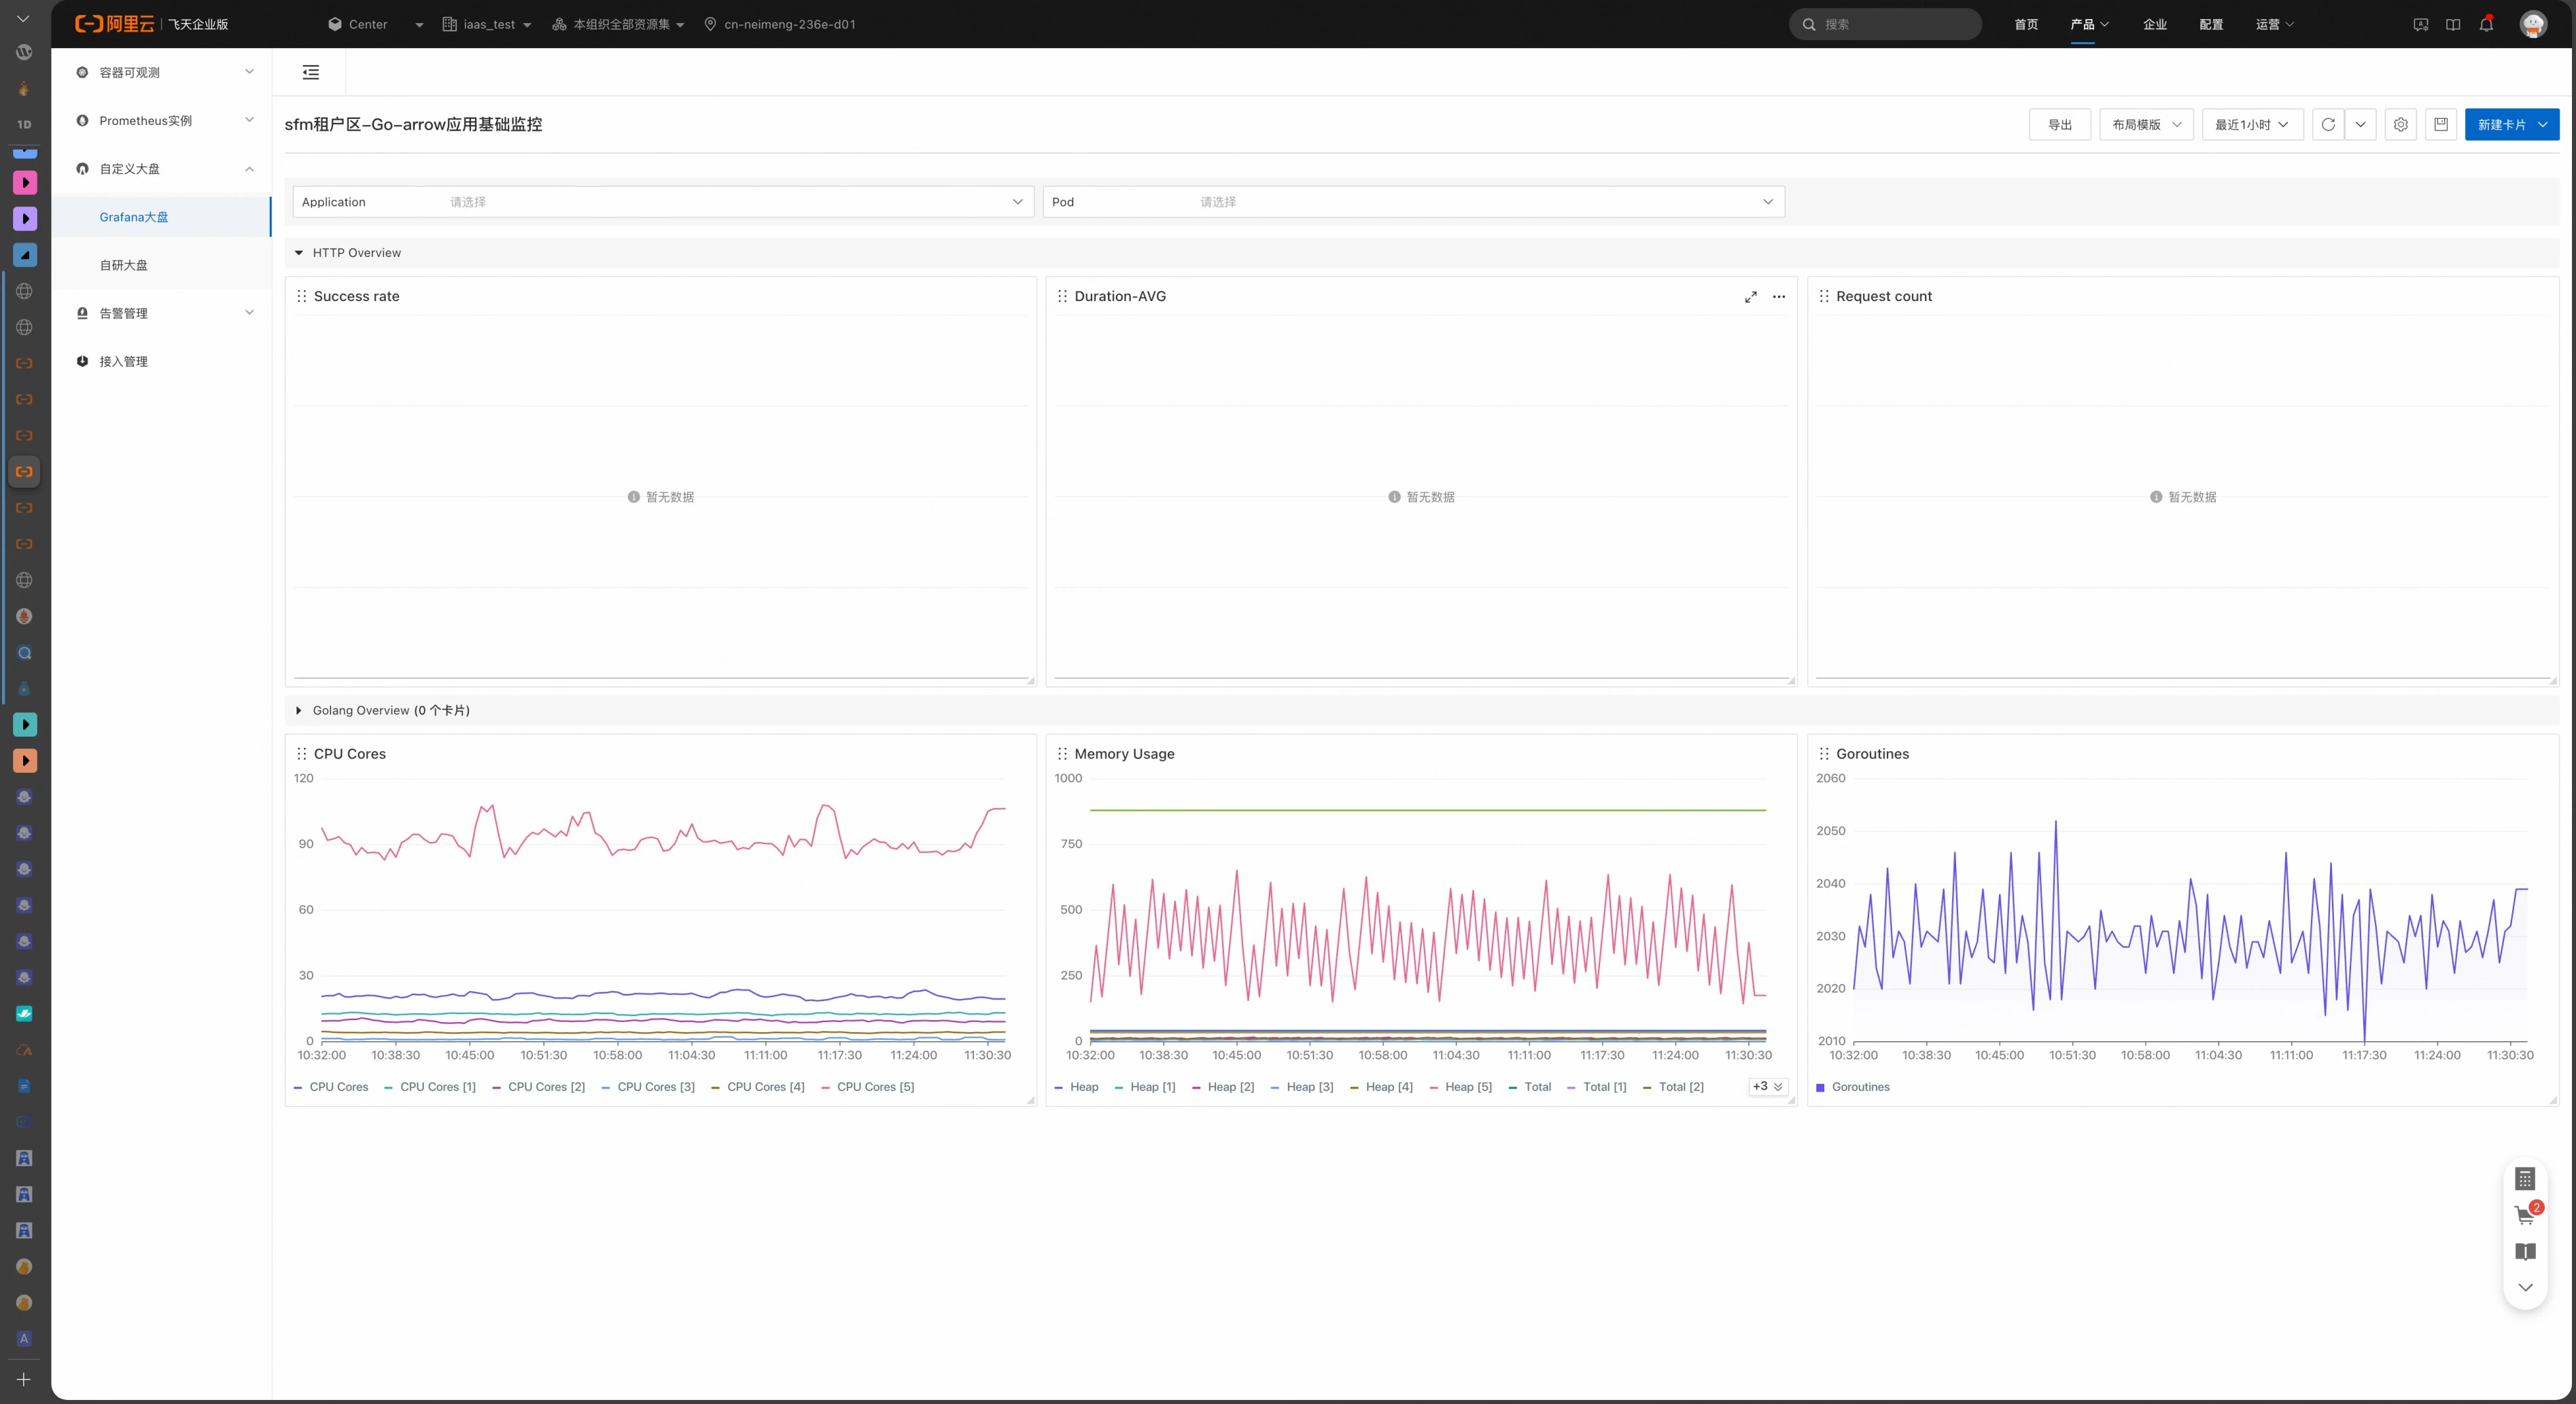 阿里云 | 飞天企业版
Center
iaas_test
本组织全部资源集
cn-neimeng-236e-d01
搜索
首页
产品
企业
配置
运营
1D
容器可观测
Prometheus实例
自定义大盘
Grafana大盘
自研大盘
告警管理
接入管理
sfm租户区-Go-arrow应用基础监控
导出
布局模版
最近1小时
新建卡片
Application 请选择
Pod 请选择
HTTP Overview
Success rate
暂无数据
Duration-AVG
暂无数据
Request count
暂无数据
Golang Overview (0 个卡片)
CPU Cores
120
90
60
30
0
10:32:00 10:38:30 10:45:00 10:51:30 10:58:00 11:04:30 11:11:00 11:17:30 11:24:00 11:30:30
CPU Cores CPU Cores [1] CPU Cores [2] CPU Cores [3] CPU Cores [4] CPU Cores [5]
Memory Usage
1000
750
500
250
0
10:32:00 10:38:30 10:45:00 10:51:30 10:58:00 11:04:30 11:11:00 11:17:30 11:24:00 11:30:30
Heap Heap [1] Heap [2] Heap [3] Heap [4] Heap [5] Total Total [1] Total [2] +3
Goroutines
2060
2050
2040
2030
2020
2010
10:32:00 10:38:30 10:45:00 10:51:30 10:58:00 11:04:30 11:11:00 11:17:30 11:24:00 11:30:30
Goroutines
2
A